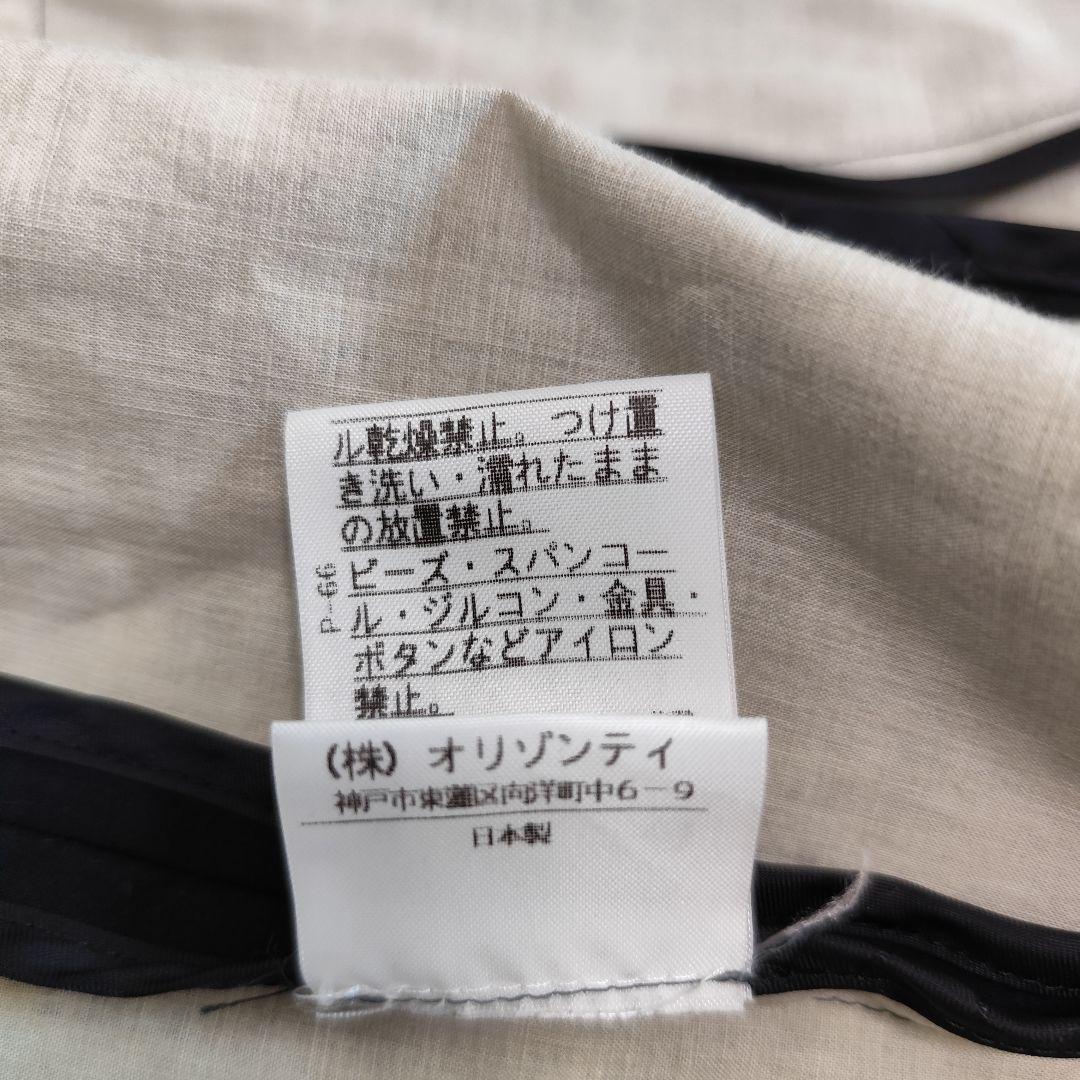 ル乾燥禁止。つけ置
き洗い・濡れたまま
の放置禁止。
ビーズ・スパンコー
ル・ジルコン・金具・
ボタンなどアイロン
禁止。
P-66
(株) オリゾンティ
神戸市東灘区向洋町中6-9
日本製